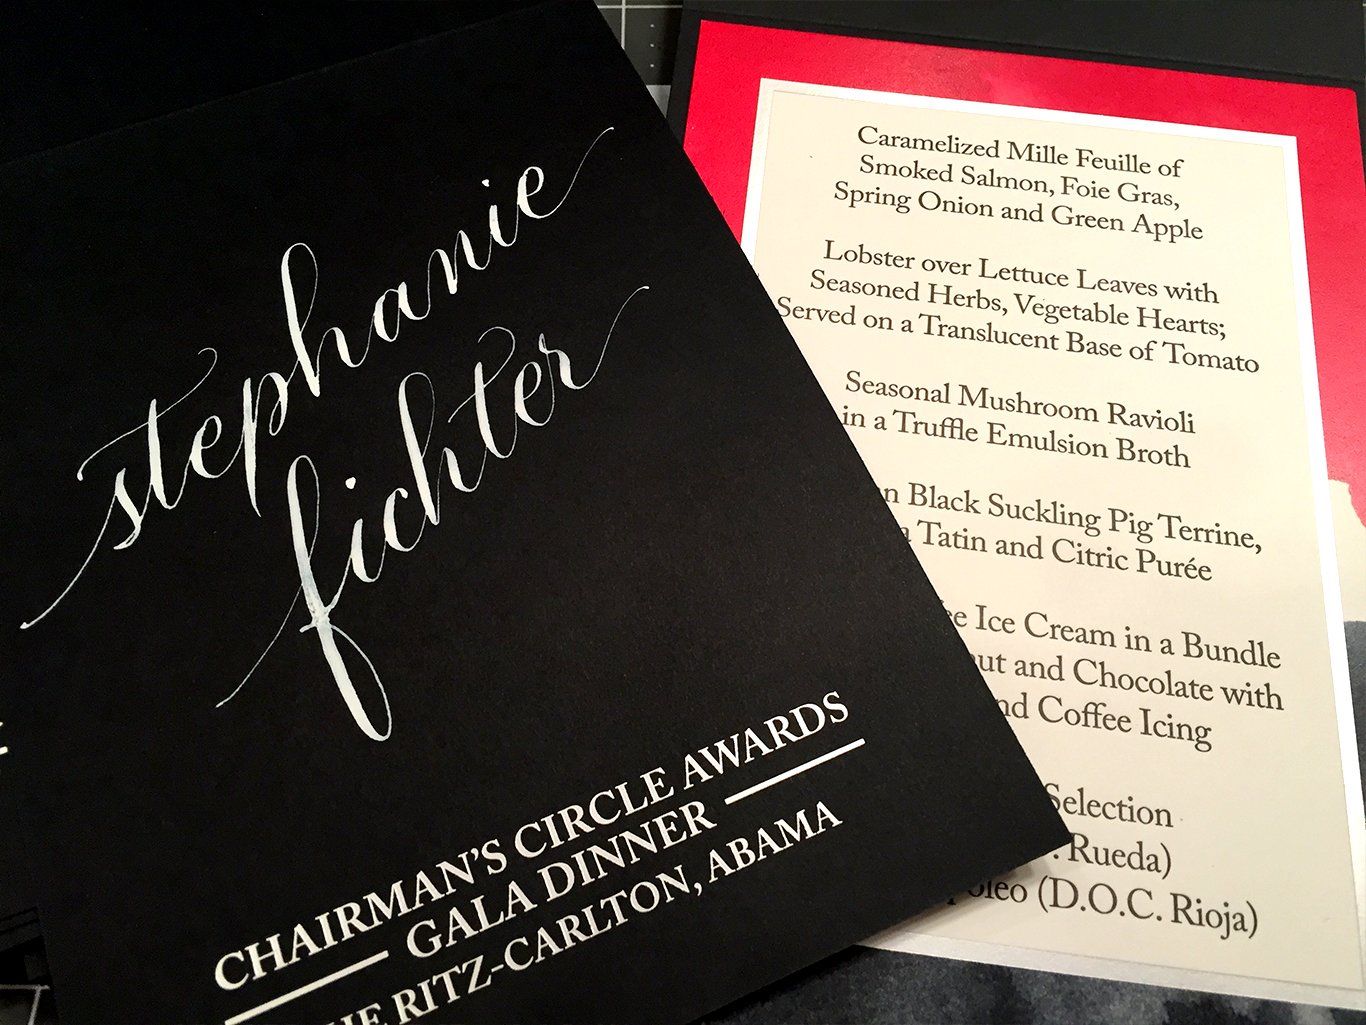 stephanie
fichter
CHAIRMAN'S CIRCLE AWARDS
GALA DINNER
RITZ-CARLTON, ABAMA
Caramelized Mille Feuille of
Smoked Salmon, Foie Gras,
Spring Onion and Green Apple
Lobster over Lettuce Leaves with
Seasoned Herbs, Vegetable Hearts;
Served on a Translucent Base of Tomato
Seasonal Mushroom Ravioli
in a Truffle Emulsion Broth
Black Suckling Pig Terrine,
Tatin and Citric Purée
Ice Cream in a Bundle
and Chocolate with
Coffee Icing
Selection
Rueda)
(D.O.C. Rioja)